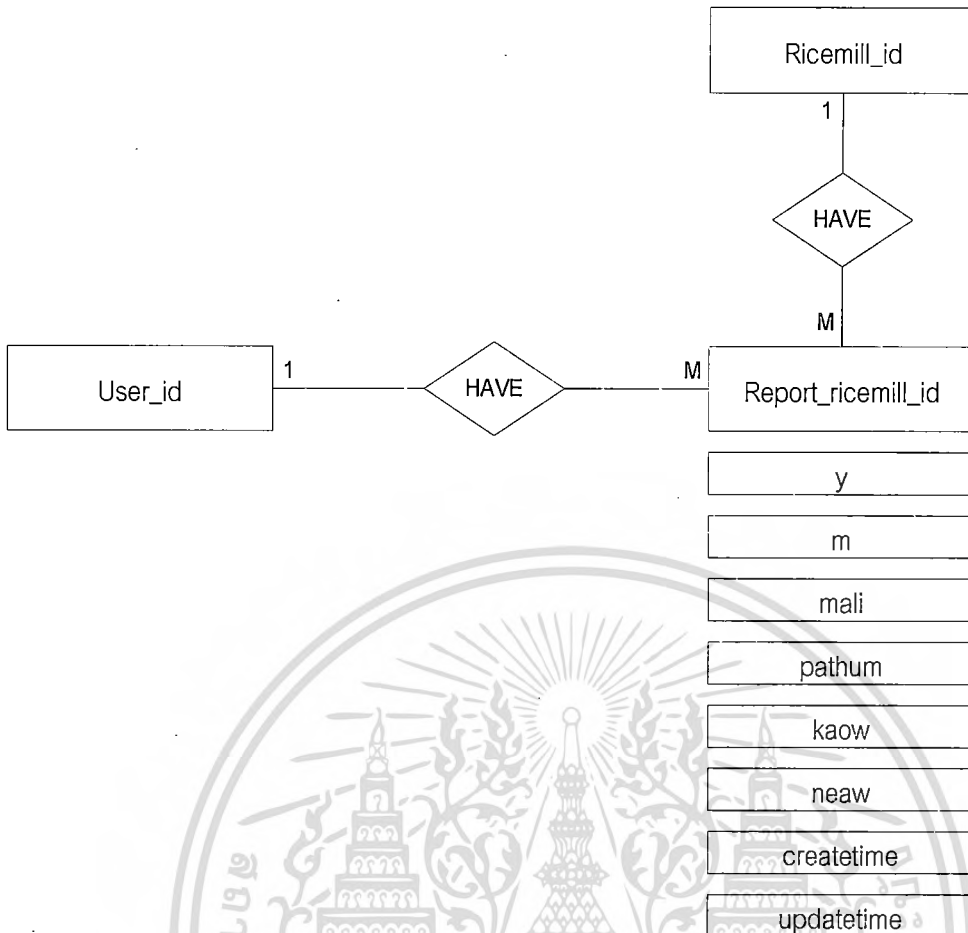 Ricemill_id
1
HAVE
M
User_id
1
HAVE
M
Report_ricemill_id
y
m
mali
pathum
kaow
neaw
createtime
updatetime